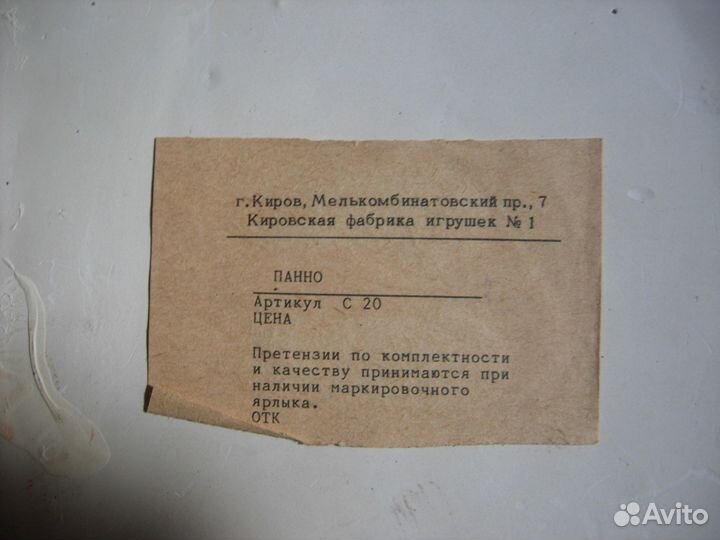 г.Киров, Мелькомбинатовский пр., 7
Кировская фабрика игрушек № 1
ПАННО
Артикул С 20
ЦЕНА
Претензии по комплектности
и качеству принимаются при
наличии маркировочного
ярлыка.
ОТК
Avito